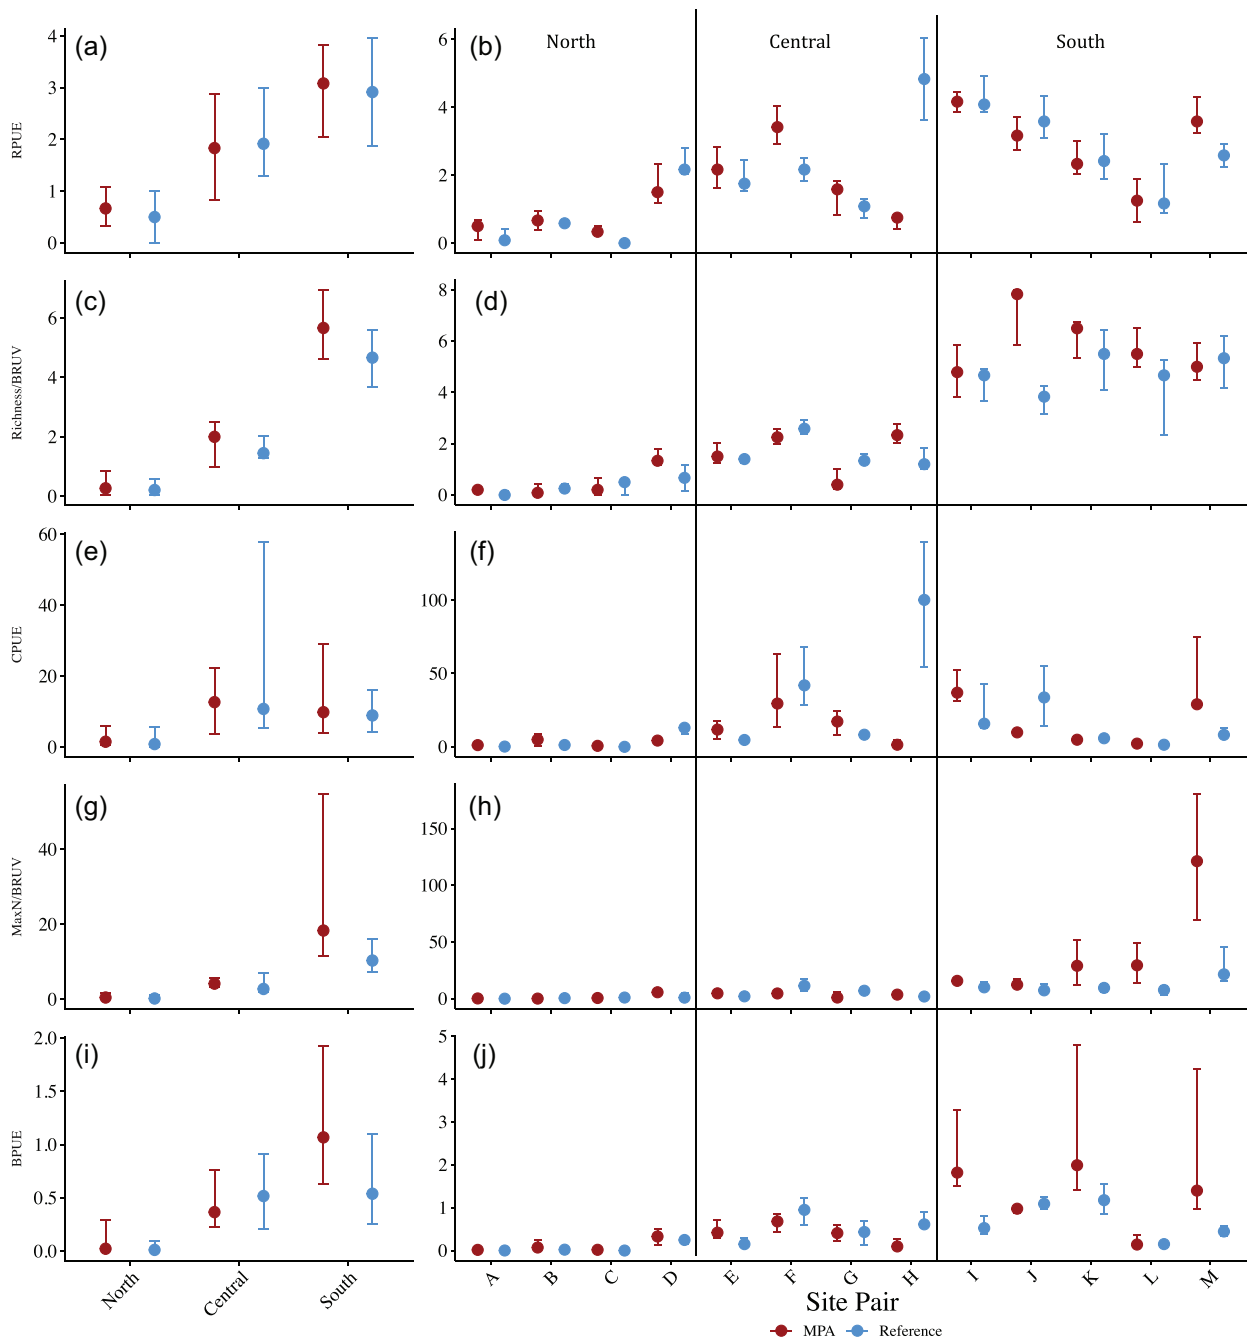 (a)
RPUE
4
3
2
1
0
(b)
North
Central
South
6
4
2
0
(c)
Richness/BRUV
6
4
2
0
(d)
8
6
4
2
0
(e)
CPUE
60
40
20
0
(f)
100
50
0
(g)
MaxN/BRUV
40
20
0
(h)
150
100
50
0
(i)
BPUE
2.0
1.5
1.0
0.5
0.0
(j)
5
4
3
2
1
0
North
Central
South
A
B
C
D
E
F
G
H
I
J
K
L
M
Site Pair
MPA
Reference